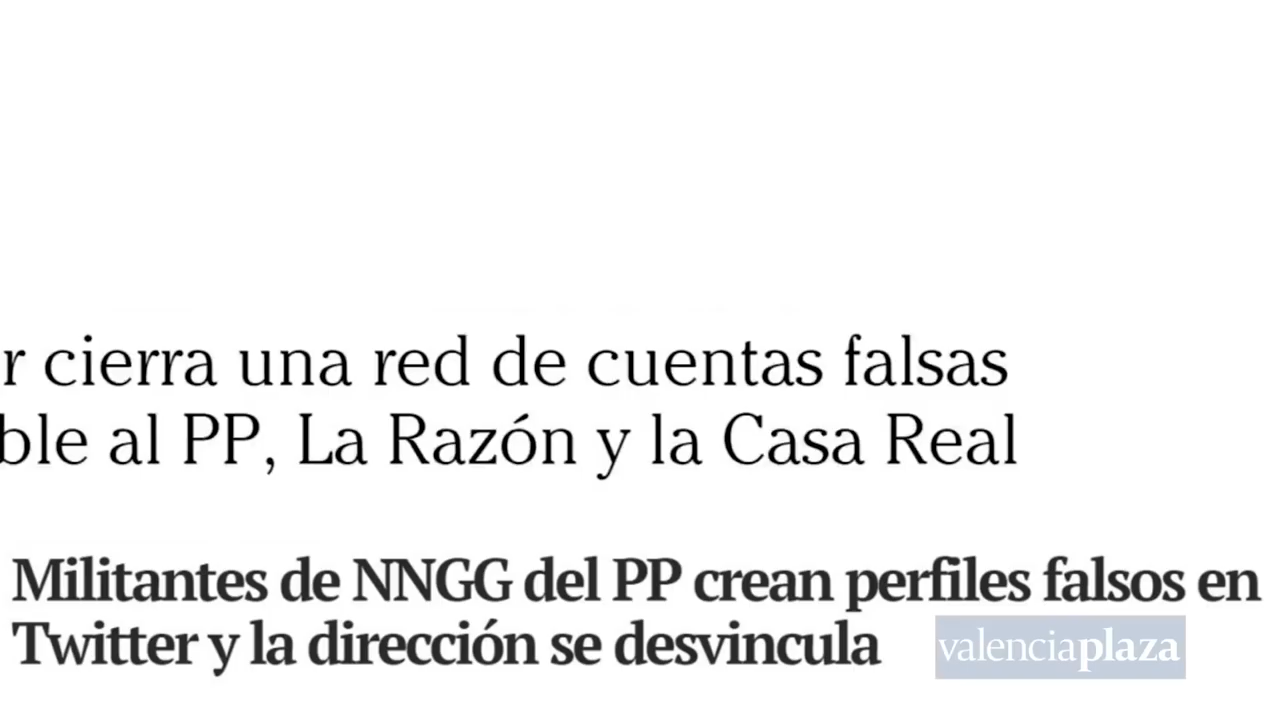 cierra una red de cuentas falsas
al PP, La Razón y la Casa Real
Militantes de NNGG del PP crean perfiles falsos en
Twitter y la dirección se desvincula
valenciaplaza